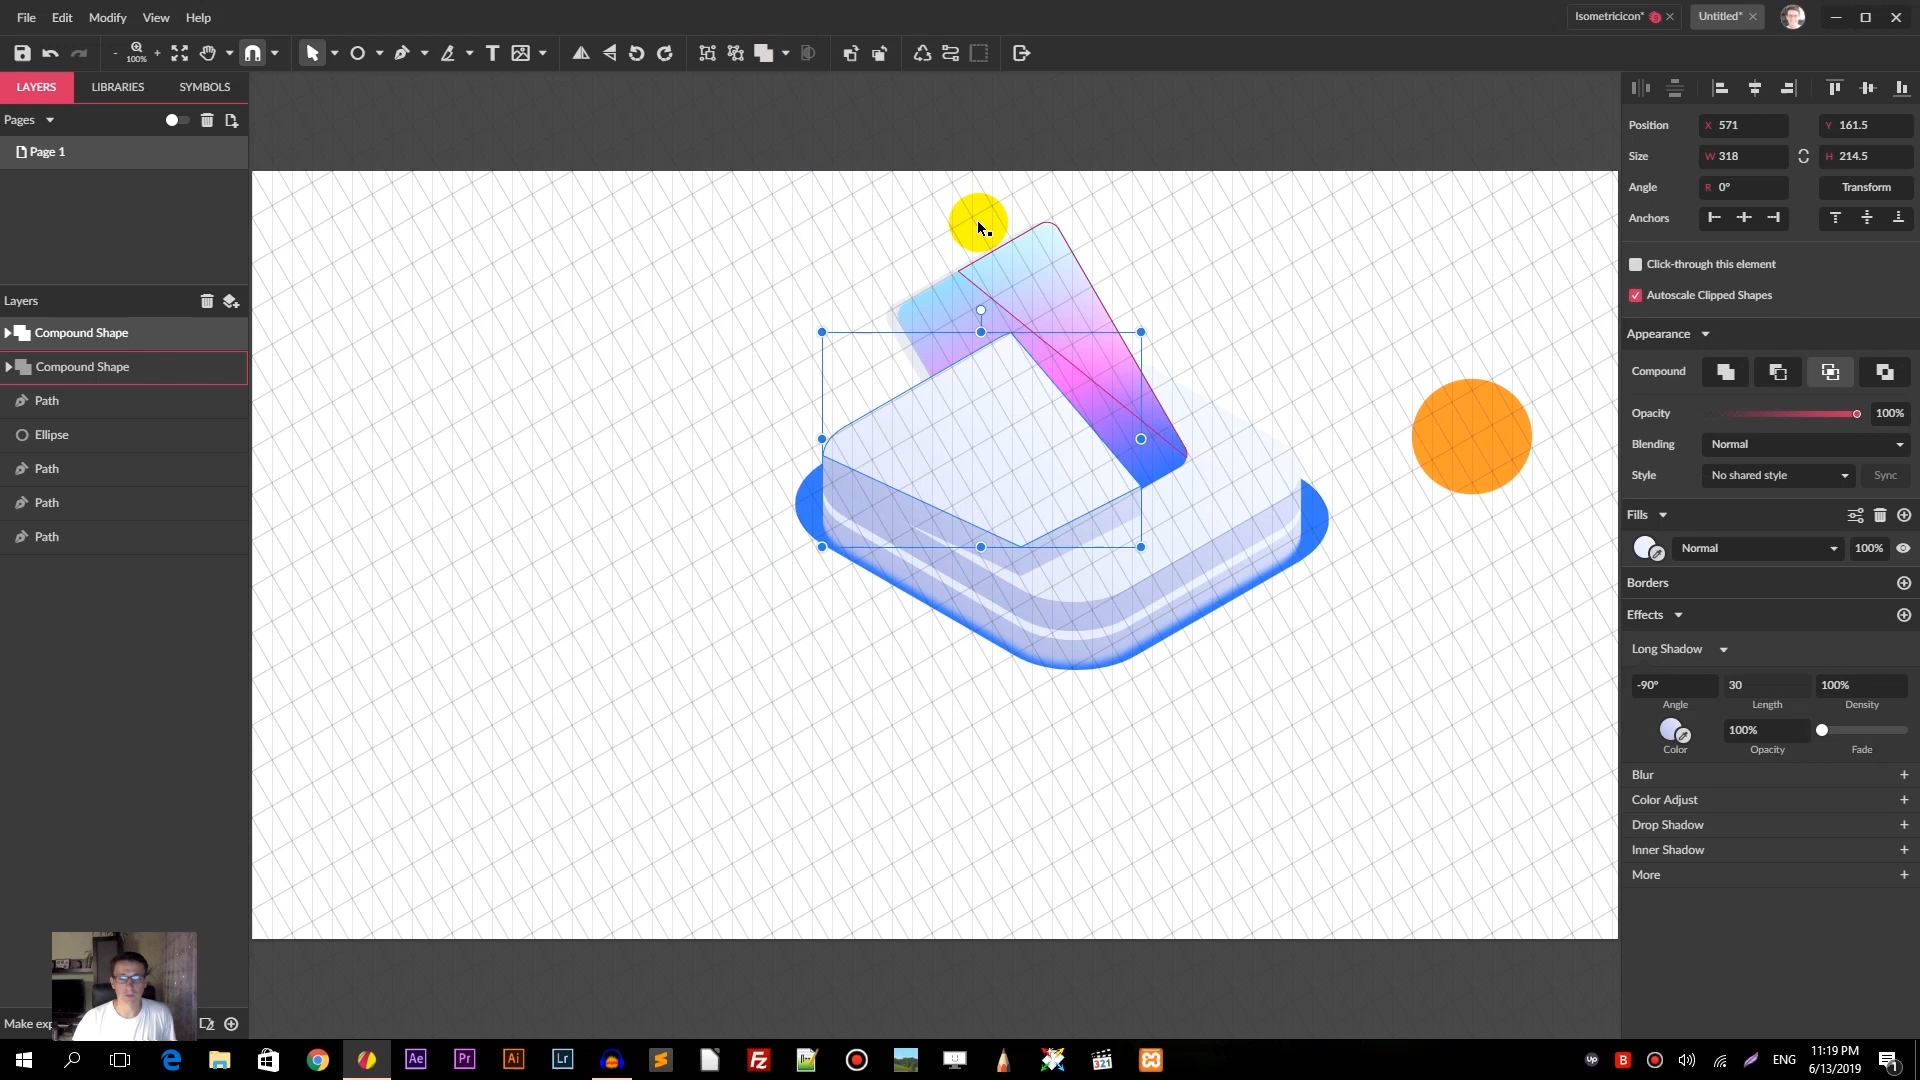 File Edit Modify View Help
Isometricicon* Untitled*
- 100% +
LAYERS LIBRARIES SYMBOLS
Pages
Page 1
Layers
Compound Shape
Compound Shape
Path
Ellipse
Path
Path
Path
Make exp
Position X 571 Y 161.5
Size W 318 H 214.5
Angle R 0° Transform
Anchors
Click-through this element
Autoscale Clipped Shapes
Appearance
Compound
Opacity 100%
Blending Normal
Style No shared style Sync
Fills
Normal 100%
Borders
Effects
Long Shadow
-90° 30 100%
Angle Length Density
100%
Color Opacity Fade
Blur
Color Adjust
Drop Shadow
Inner Shadow
More
Ae Pr Ai Lr S Fz 321
Up B ENG 11:19 PM
6/13/2019 1